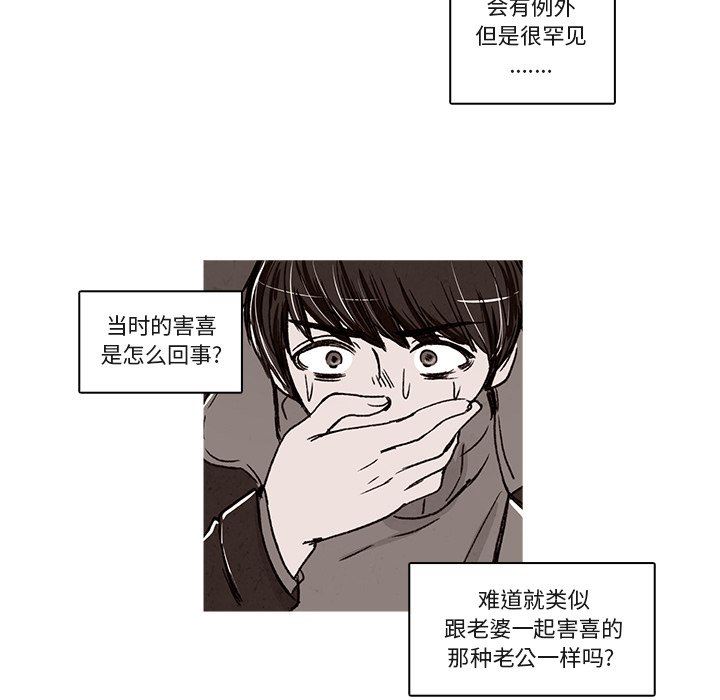 会有例外
但是很罕见
·······
当时的害喜
是怎么回事?
难道就类似
跟老婆一起害喜的
那种老公一样吗?